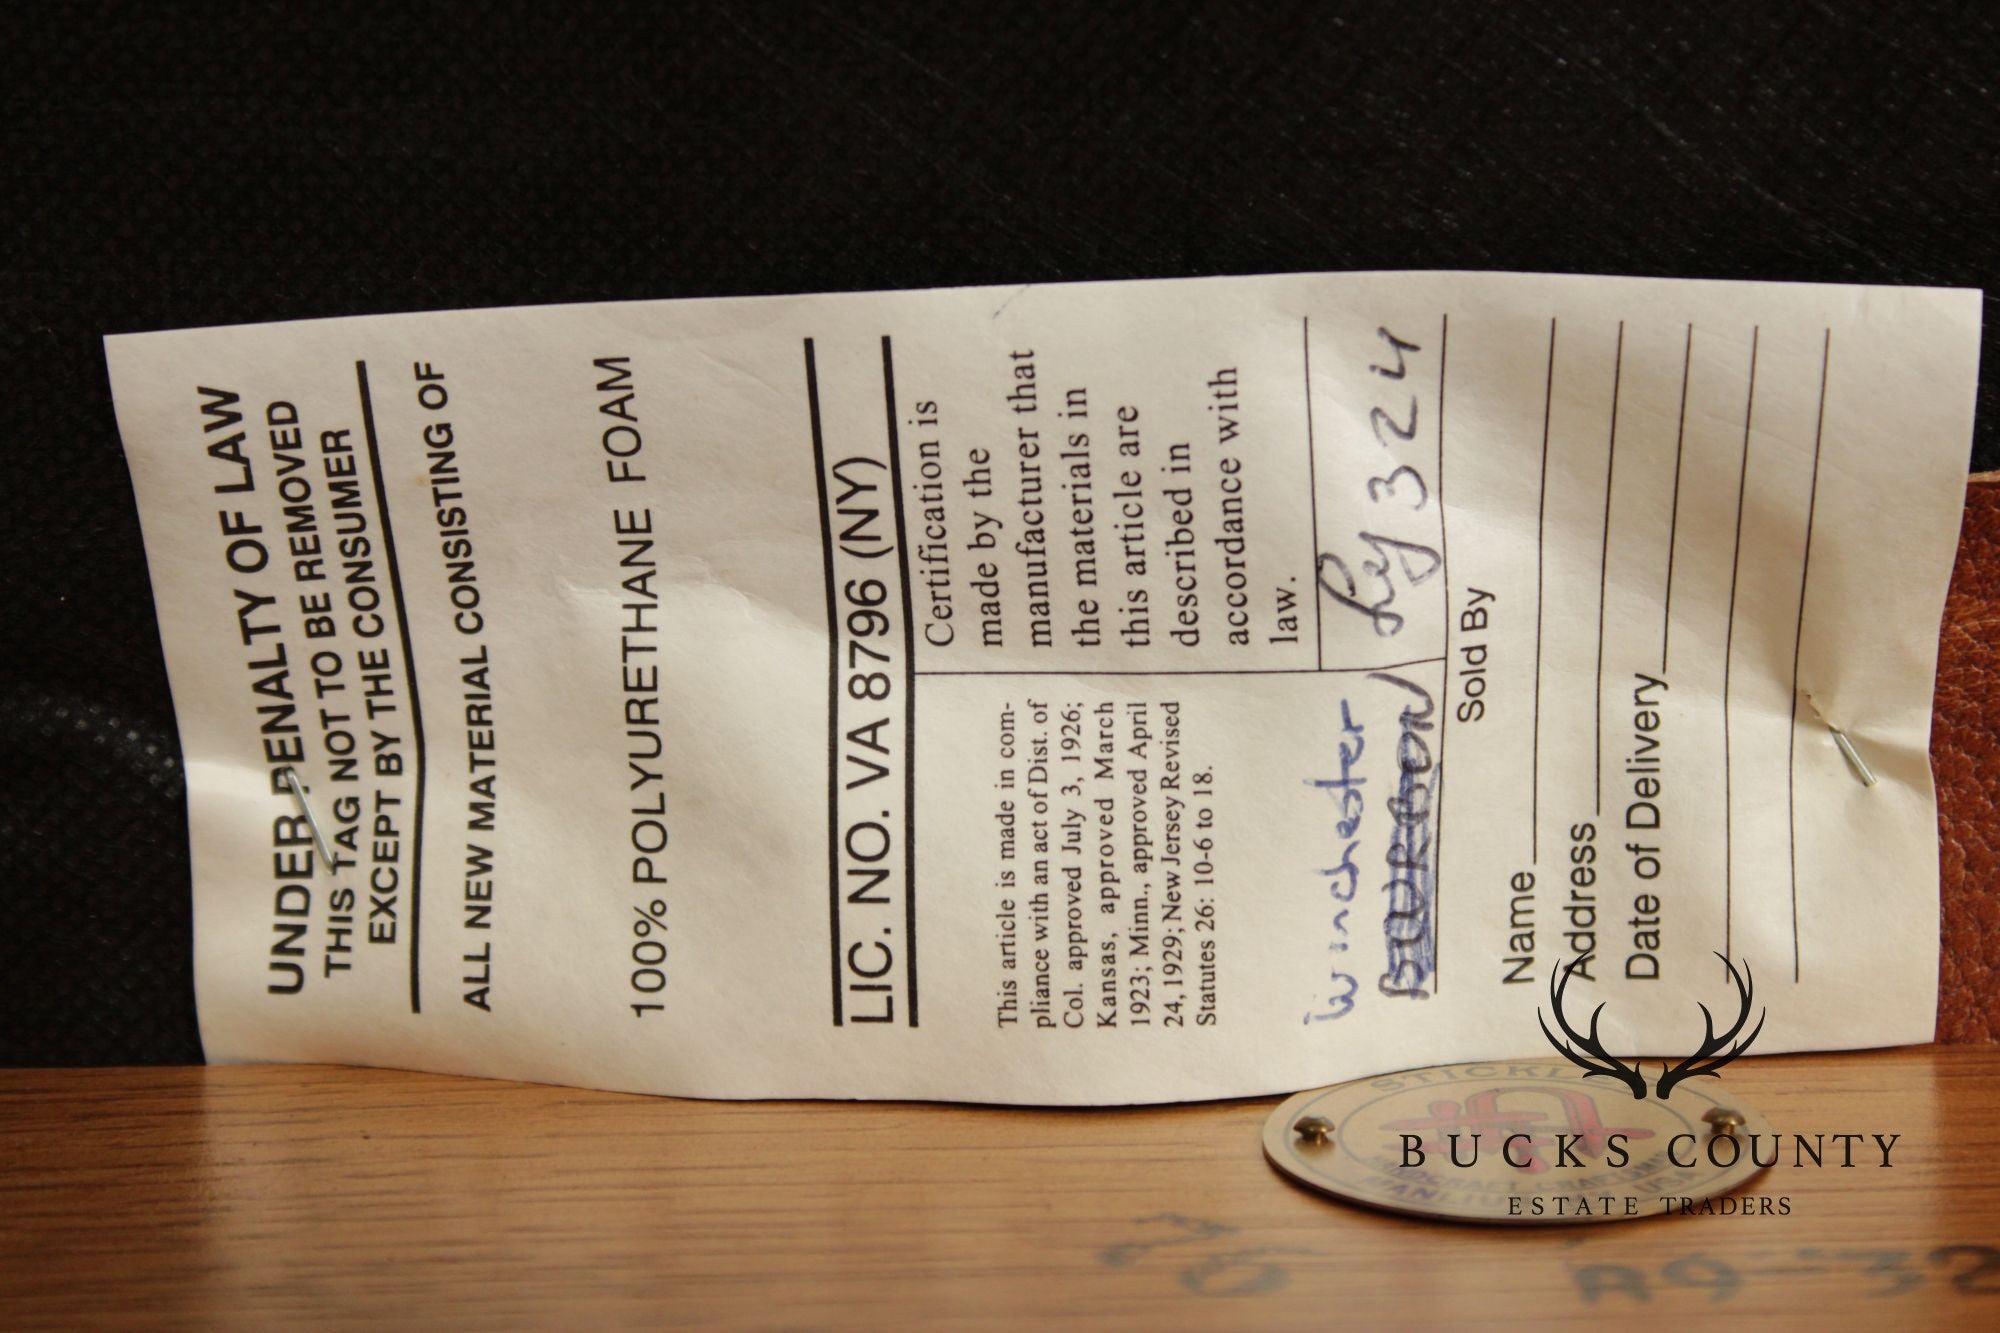 UNDER PENALTY OF LAW
THIS TAG NOT TO BE REMOVED
EXCEPT BY THE CONSUMER
ALL NEW MATERIAL CONSISTING OF
100% POLYURETHANE FOAM
LIC. NO. VA 8796 (NY)
This article is made in com-
pliance with an act of Dist. of
Col. approved July 3, 1926;
Kansas, approved March
1923; Minn., approved April
24, 1929; New Jersey Revised
Statutes 26: 10-6 to 18.
Certification is
made by the
manufacturer that
the materials in
this article are
described in
accordance with
law.
Winchester
BOURBON
324
Sold By
Name
Address
Date of Delivery
BUCKS COUNTY
ESTATE TRADERS